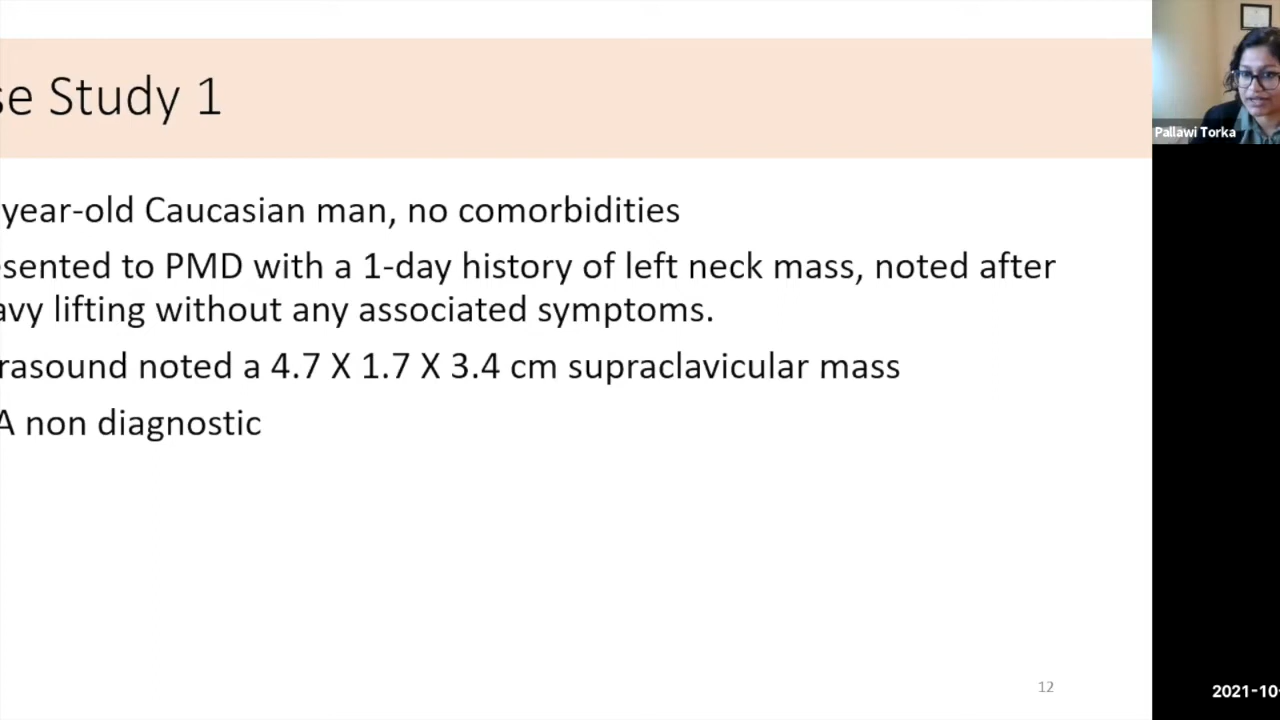 se Study 1
year-old Caucasian man, no comorbidities
sented to PMD with a 1-day history of left neck mass, noted after
avy lifting without any associated symptoms.
rasound noted a 4.7 X 1.7 X 3.4 cm supraclavicular mass
A non diagnostic
12
Pallawi Torka
2021-10-